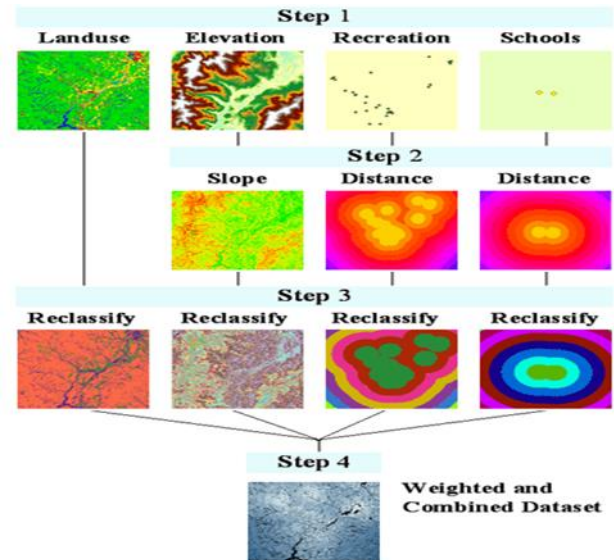 Step 1
Landuse Elevation Recreation Schools
Step 2
Slope Distance Distance
Step 3
Reclassify Reclassify Reclassify Reclassify
Step 4
Weighted and
Combined Dataset